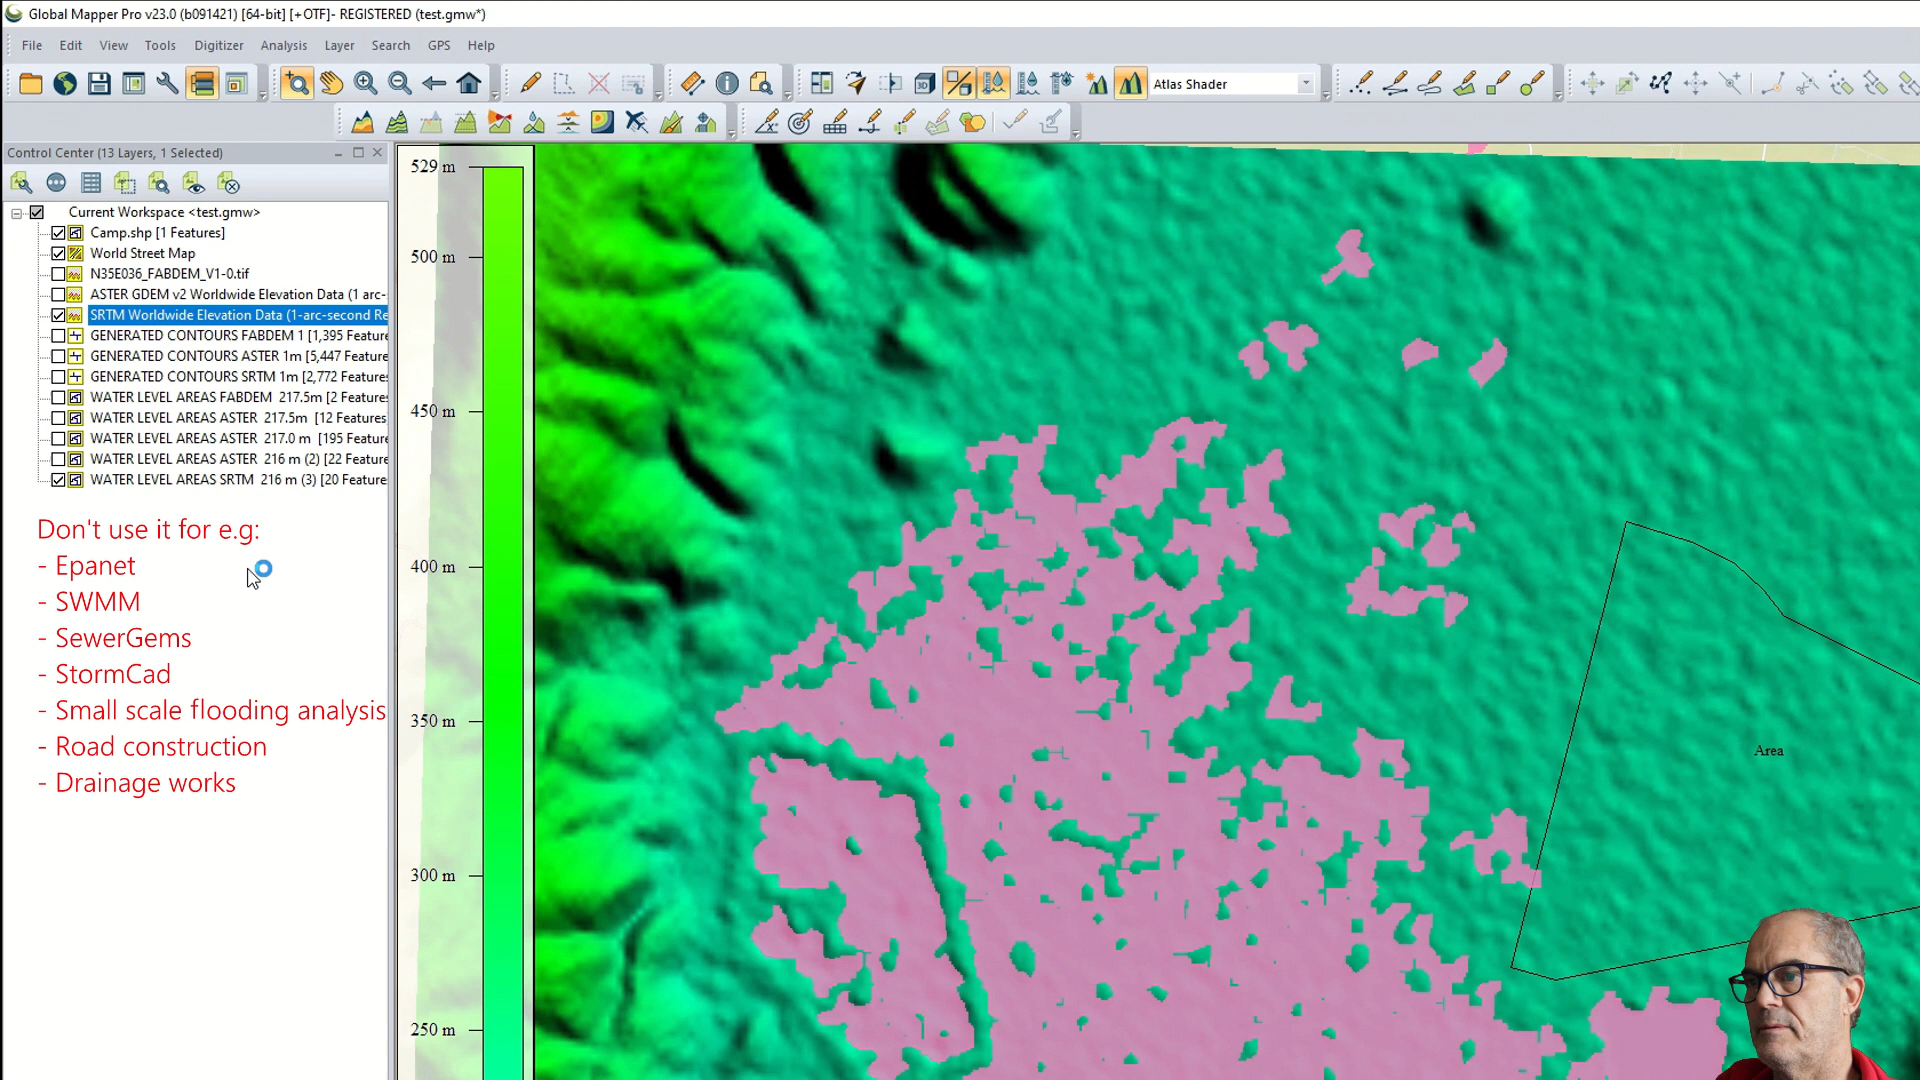 Global Mapper Pro v23.0 (b091421) [64-bit] [+OTF]- REGISTERED (test.gmw*)
File Edit View Tools Digitizer Analysis Layer Search GPS Help
3D
Atlas Shader
Control Center (13 Layers, 1 Selected)
Current Workspace <test.gmw>
Camp.shp [1 Features]
World Street Map
N35E036_FABDEM_V1-0.tif
ASTER GDEM v2 Worldwide Elevation Data (1 arc-
SRTM Worldwide Elevation Data (1-arc-second Re
GENERATED CONTOURS FABDEM 1 [1,395 Feature
GENERATED CONTOURS ASTER 1m [5,447 Feature
GENERATED CONTOURS SRTM 1m [2,772 Features
WATER LEVEL AREAS FABDEM 217.5m [2 Features
WATER LEVEL AREAS ASTER 217.5m [12 Features
WATER LEVEL AREAS ASTER 217.0 m [195 Feature
WATER LEVEL AREAS ASTER 216 m (2) [22 Feature
WATER LEVEL AREAS SRTM 216 m (3) [20 Features
Don't use it for e.g:
- Epanet
- SWMM
- SewerGems
- StormCad
- Small scale flooding analysis
- Road construction
- Drainage works
529 m
500 m
450 m
400 m
350 m
300 m
250 m
Area